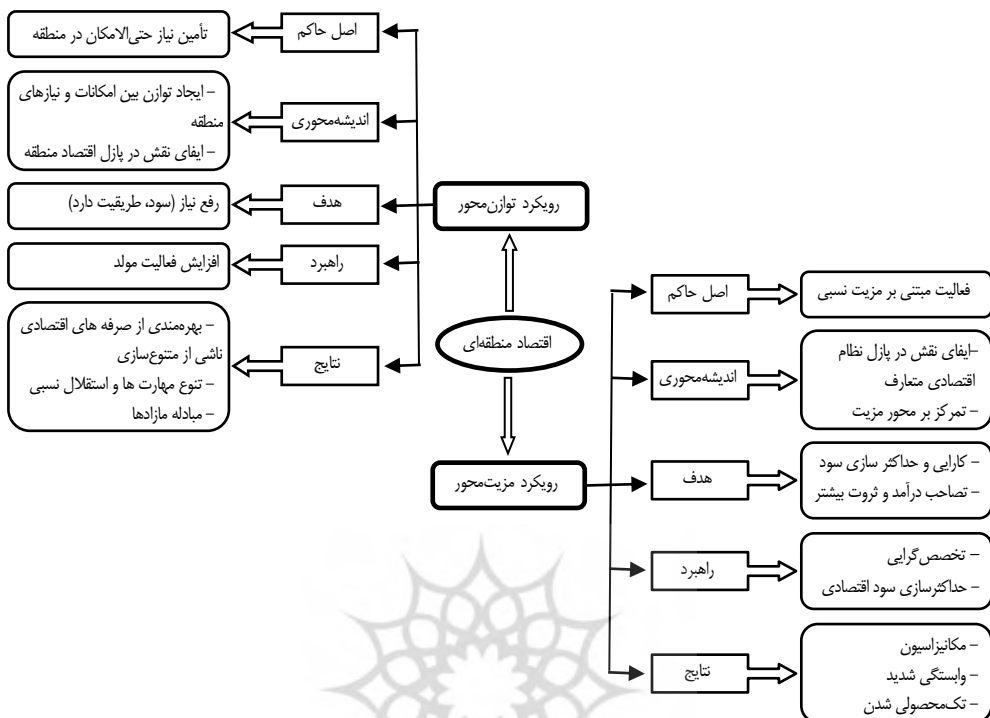 اقتصاد منطقه‌ای
رویکرد توازن‌محور
اصل حاکم
تأمین نیاز حتی‌الامکان در منطقه
اندیشه‌محوری
– ایجاد توازن بین امکانات و نیازهای
منطقه
– ایفای نقش در پازل اقتصاد منطقه
هدف
رفع نیاز (سود، طریقیت دارد)
راهبرد
افزایش فعالیت مولد
نتایج
– بهره‌مندی از صرفه های اقتصادی
ناشی از متنوع‌سازی
– تنوع مهارت ها و استقلال نسبی
– مبادله مازادها
رویکرد مزیت‌محور
اصل حاکم
فعالیت مبتنی بر مزیت نسبی
اندیشه‌محوری
–ایفای نقش در پازل نظام
اقتصادی متعارف
– تمرکز بر محور مزیت
هدف
– کارایی و حداکثر سازی سود
– تصاحب درآمد و ثروت بیشتر
راهبرد
– تخصص‌گرایی
– حداکثرسازی سود اقتصادی
نتایج
– مکانیزاسیون
– وابستگی شدید
– تک‌محصولی شدن